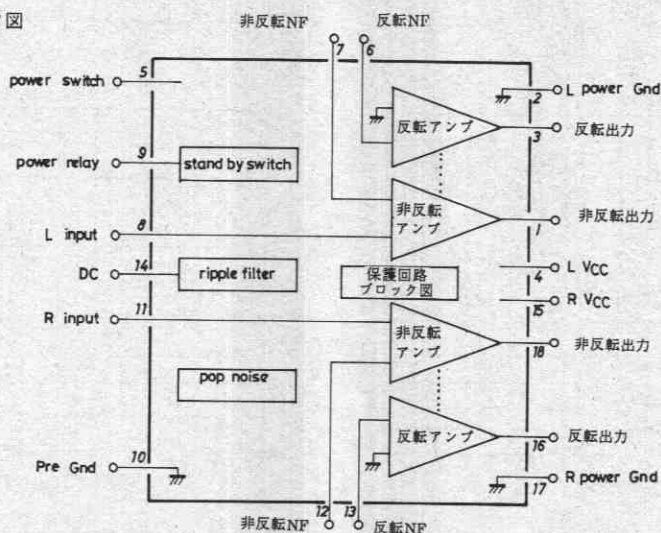 図
非反転NF
反転NF
7
6
5
power switch
2
L power Gnd
反転アンプ
3
反転出力
9
power relay
stand by switch
非反転
アンプ
8
L input
1
非反転出力
14
DC
ripple filter
保護回路
ブロック図
4
L VCC
15
R VCC
11
R input
非反転
アンプ
18
非反転出力
pop noise
反転アンプ
16
反転出力
10
Pre Gnd
17
R power Gnd
12
13
非反転NF
反転NF